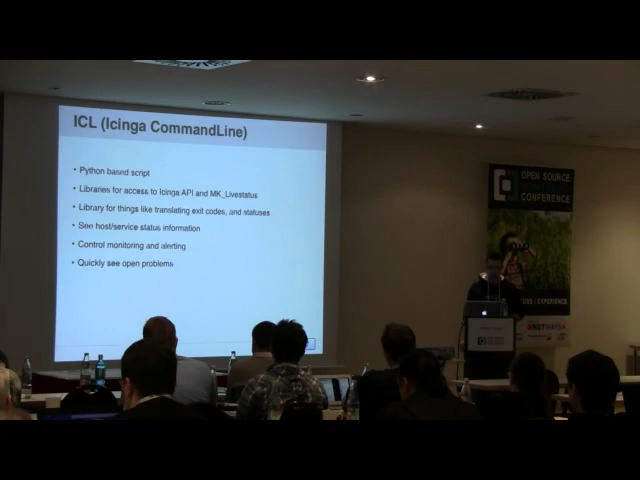 ICL (Icinga CommandLine)
• Python based script
• Libraries for access to Icinga API and MK_Livestatus
• Library for things like translating exit codes, and statuses
• See host/service status information
• Control monitoring and alerting
• Quickly see open problems
OPEN SOURCE
CONFERENCE
EXPERIENCE
NETWAYS